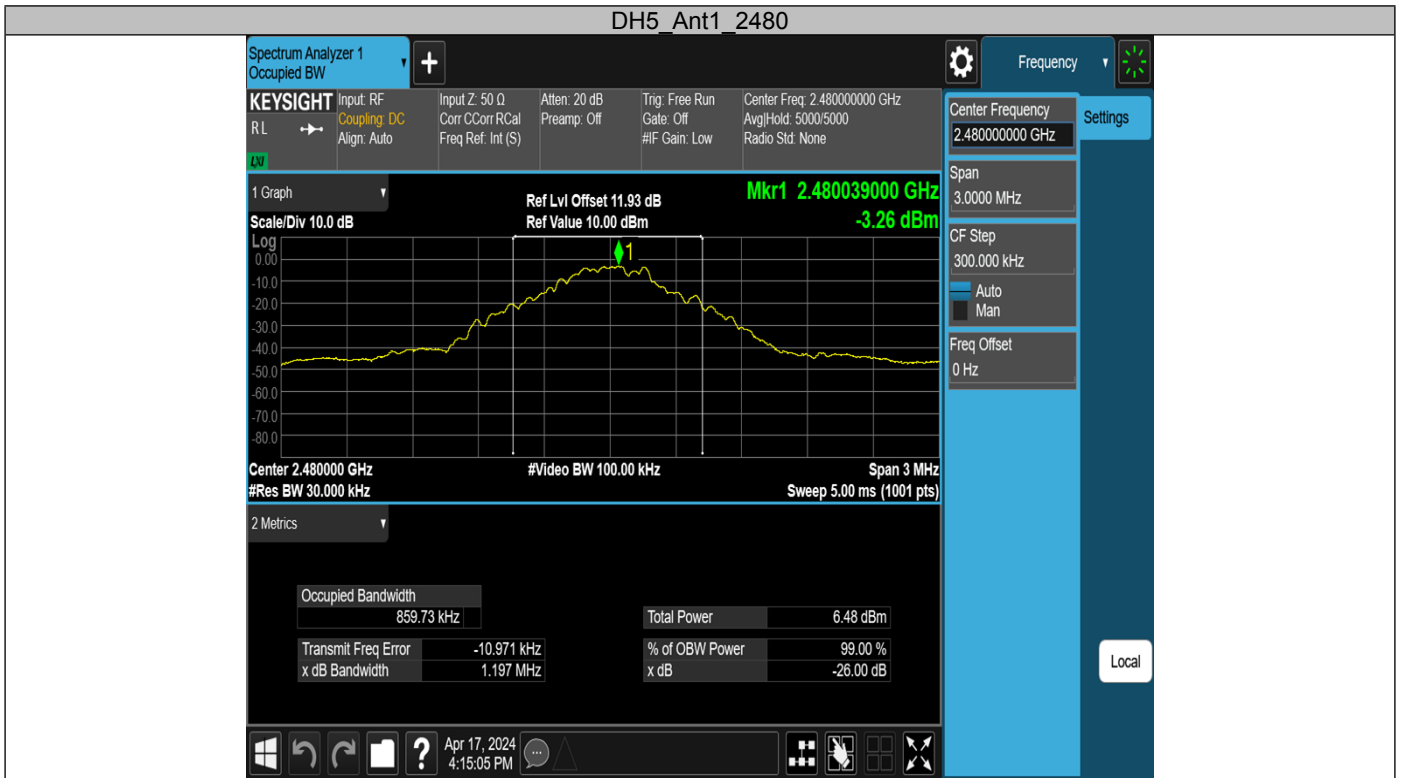 DH5_Ant1_2480
Spectrum Analyzer 1
Occupied BW
+
Frequency
KEYSIGHT
R L
LXI
Input: RF
Coupling: DC
Align: Auto
Input Z: 50 Ω
Corr CCorr RCal
Freq Ref: Int (S)
Atten: 20 dB
Preamp: Off
Trig: Free Run
Gate: Off
#IF Gain: Low
Center Freq: 2.480000000 GHz
Avg|Hold: 5000/5000
Radio Std: None
Center Frequency
2.480000000 GHz
Settings
Span
3.0000 MHz
CF Step
300.000 kHz
Auto
Man
Freq Offset
0 Hz
Local
1 Graph
Scale/Div 10.0 dB
Ref Lvl Offset 11.93 dB
Ref Value 10.00 dBm
Mkr1 2.480039000 GHz
-3.26 dBm
Log
0.00
-10.0
-20.0
-30.0
-40.0
-50.0
-60.0
-70.0
-80.0
1
Center 2.480000 GHz
#Res BW 30.000 kHz
#Video BW 100.00 kHz
Span 3 MHz
Sweep 5.00 ms (1001 pts)
2 Metrics
Occupied Bandwidth
859.73 kHz
Total Power 6.48 dBm
Transmit Freq Error -10.971 kHz
% of OBW Power 99.00 %
x dB Bandwidth 1.197 MHz
x dB -26.00 dB
?
Apr 17, 2024
4:15:05 PM